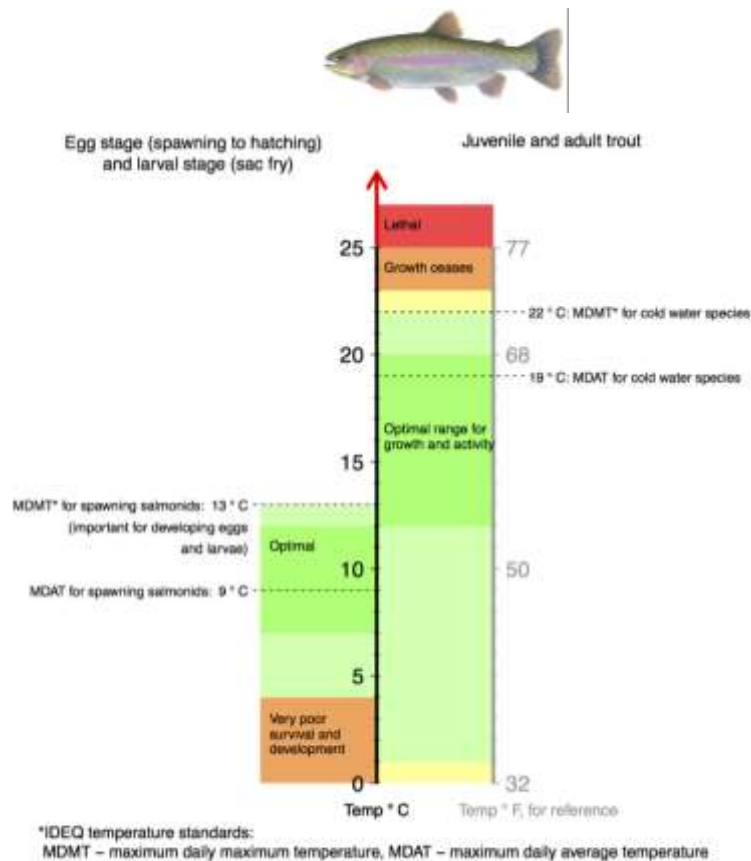 Egg stage (spawning to hatching)
and larval stage (sac fry)
Juvenile and adult trout
Lethal
25
77
Growth ceases
22 ° C: MDMT* for cold water species
20
68
19 ° C: MDAT for cold water species
Optimal range for
growth and activity
15
MDMT* for spawning salmonids: 13 ° C
(important for developing eggs
and larvae)
Optimal
10
50
MDAT for spawning salmonids: 9 ° C
5
Very poor
survival and
development
0
32
Temp ° C
Temp ° F, for reference
*IDEQ temperature standards:
MDMT – maximum daily maximum temperature, MDAT – maximum daily average temperature